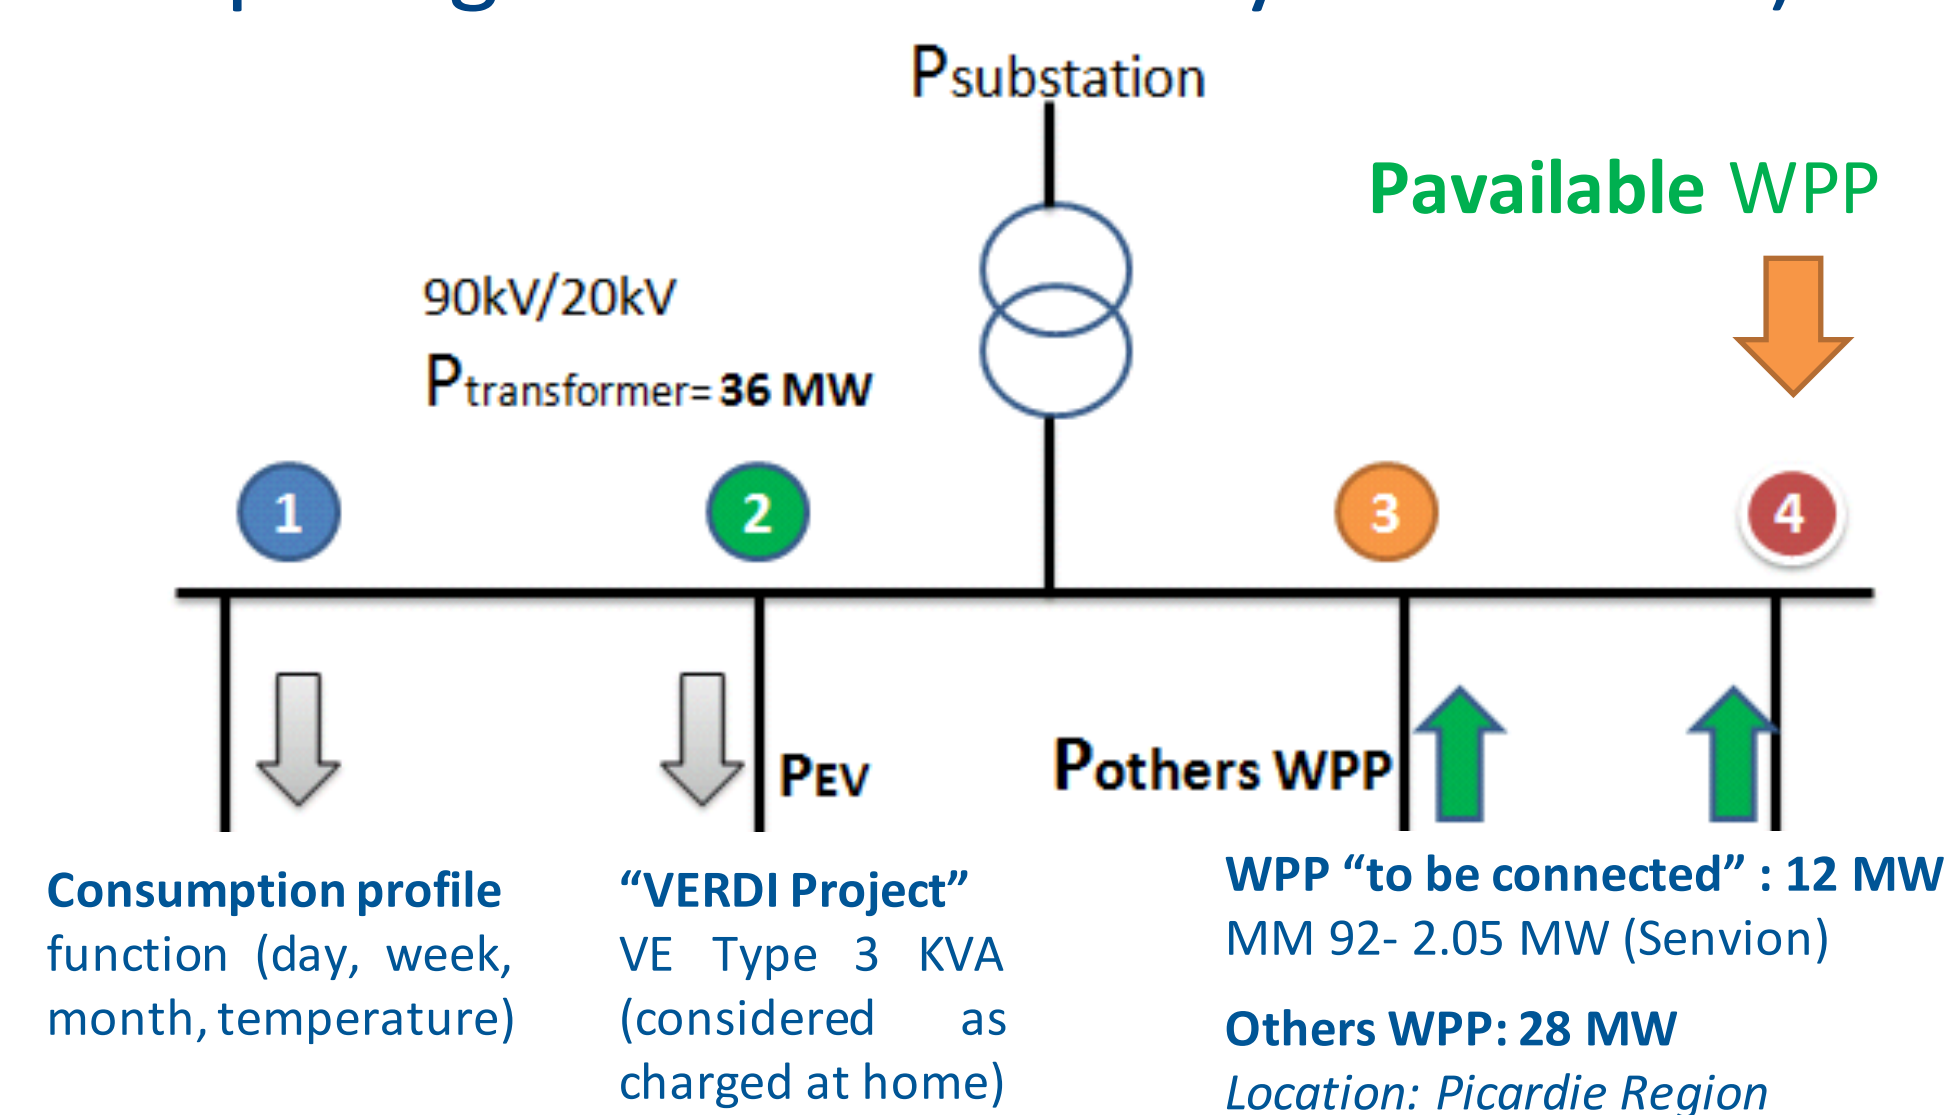 Psubstation
Pavailable WPP
90kV/20kV
Ptransformer= 36 MW
1
2
3
4
PEV
Pothers WPP
Consumption profile
function (day, week,
month, temperature)
“VERDI Project”
VE Type 3 KVA
(considered as
charged at home)
WPP “to be connected” : 12 MW
MM 92- 2.05 MW (Senvion)
Others WPP: 28 MW
Location: Picardie Region